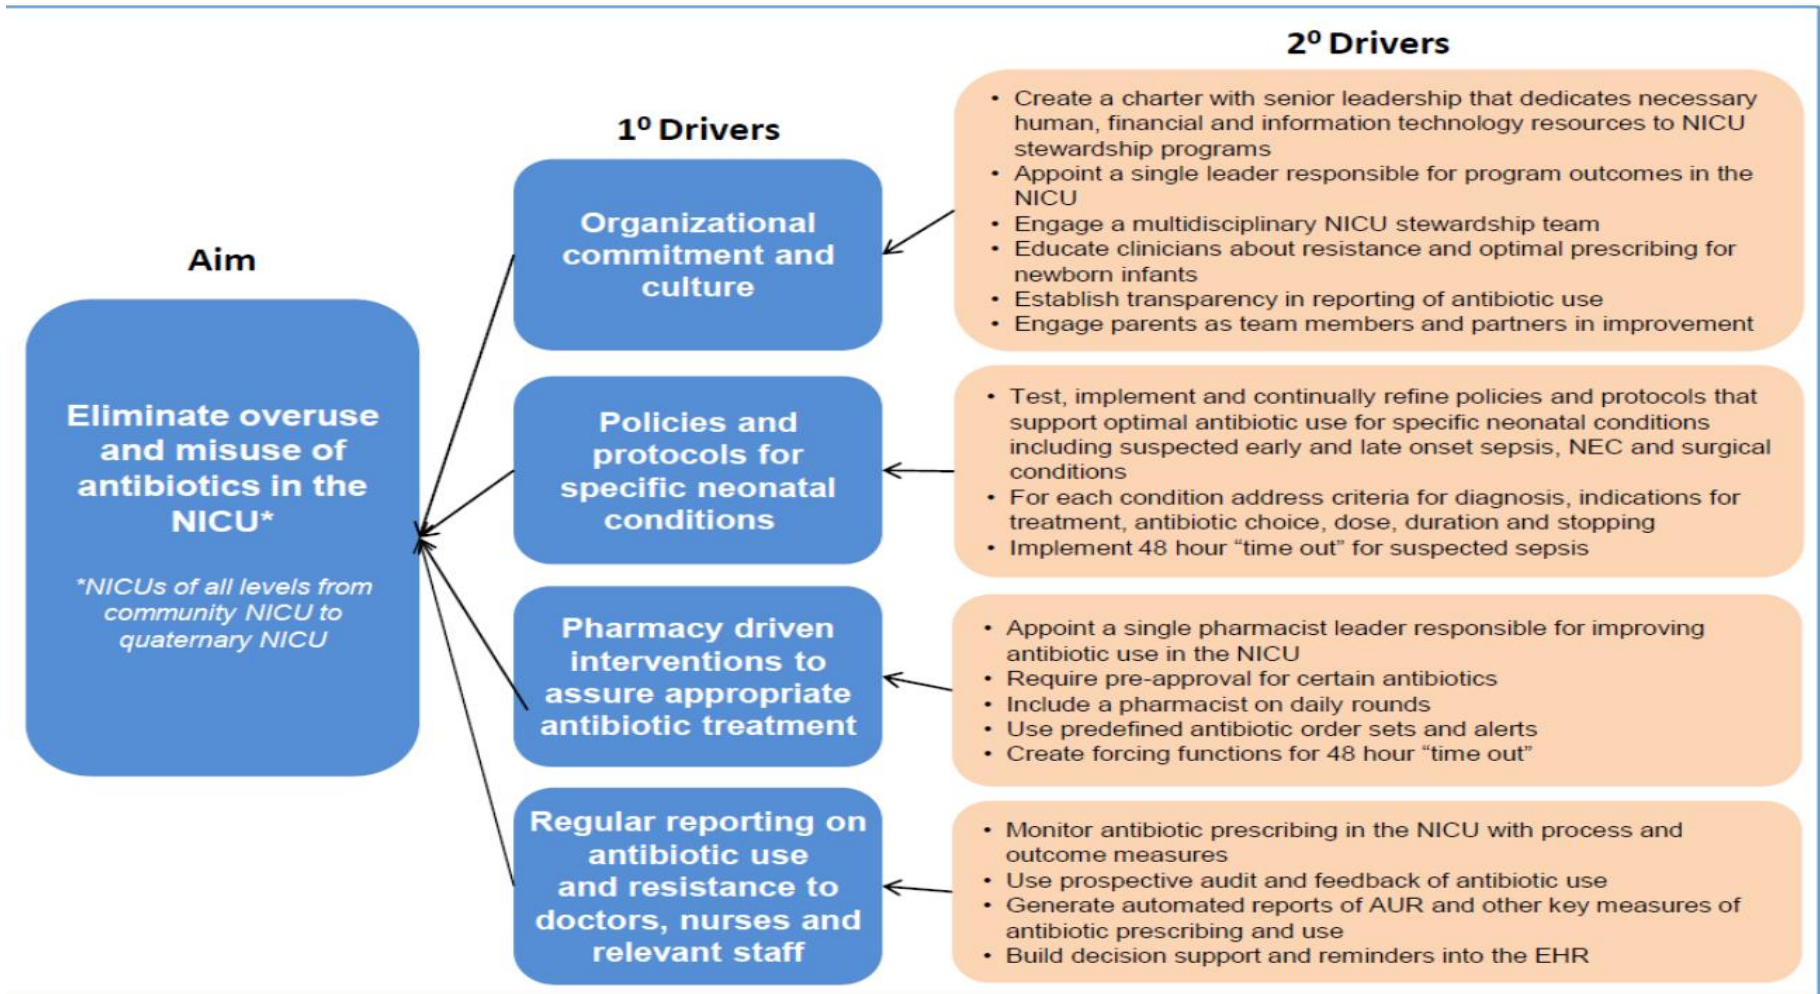 Aim
Eliminate overuse
and misuse of
antibiotics in the
NICU*
*NICUs of all levels from
community NICU to
quaternary NICU
1⁰ Drivers
Organizational
commitment and
culture
Policies and
protocols for
specific neonatal
conditions
Pharmacy driven
interventions to
assure appropriate
antibiotic treatment
Regular reporting on
antibiotic use
and resistance to
doctors, nurses and
relevant staff
2⁰ Drivers
• Create a charter with senior leadership that dedicates necessary
human, financial and information technology resources to NICU
stewardship programs
• Appoint a single leader responsible for program outcomes in the
NICU
• Engage a multidisciplinary NICU stewardship team
• Educate clinicians about resistance and optimal prescribing for
newborn infants
• Establish transparency in reporting of antibiotic use
• Engage parents as team members and partners in improvement
• Test, implement and continually refine policies and protocols that
support optimal antibiotic use for specific neonatal conditions
including suspected early and late onset sepsis, NEC and surgical
conditions
• For each condition address criteria for diagnosis, indications for
treatment, antibiotic choice, dose, duration and stopping
• Implement 48 hour “time out” for suspected sepsis
• Appoint a single pharmacist leader responsible for improving
antibiotic use in the NICU
• Require pre-approval for certain antibiotics
• Include a pharmacist on daily rounds
• Use predefined antibiotic order sets and alerts
• Create forcing functions for 48 hour “time out”
• Monitor antibiotic prescribing in the NICU with process and
outcome measures
• Use prospective audit and feedback of antibiotic use
• Generate automated reports of AUR and other key measures of
antibiotic prescribing and use
• Build decision support and reminders into the EHR